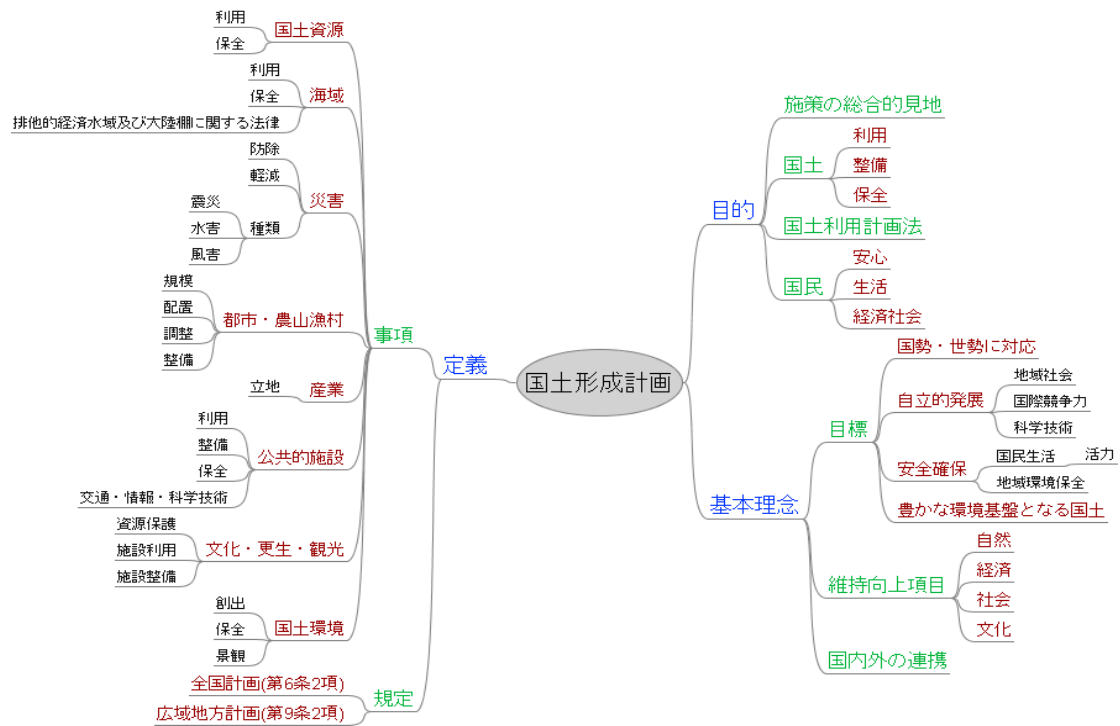 国土形成計画
目的
施策の総合的見地
国土
利用
整備
保全
国土利用計画法
国民
安心
生活
経済社会
基本理念
目標
国勢・世勢に対応
自立的発展
地域社会
国際競争力
科学技術
安全確保
国民生活
活力
地域環境保全
豊かな環境基盤となる国土
維持向上項目
自然
経済
社会
文化
国内外の連携
定義
事項
国土資源
利用
保全
海域
利用
保全
排他的経済水域及び大陸棚に関する法律
災害
防除
軽減
種類
震災
水害
風害
都市・農山漁村
規模
配置
調整
整備
産業
立地
公共的施設
利用
整備
保全
交通・情報・科学技術
文化・更生・観光
資源保護
施設利用
施設整備
国土環境
創出
保全
景観
規定
全国計画(第6条2項)
広域地方計画(第9条2項)